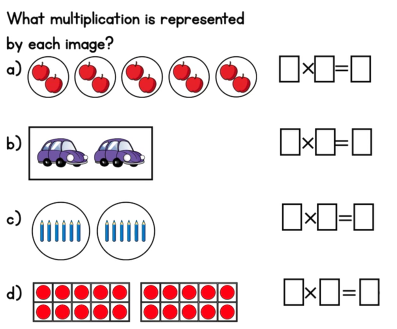 What multiplication is represented
by each image?
a) □×□=□
b) □×□=□
c) □×□=□
d) □×□=□